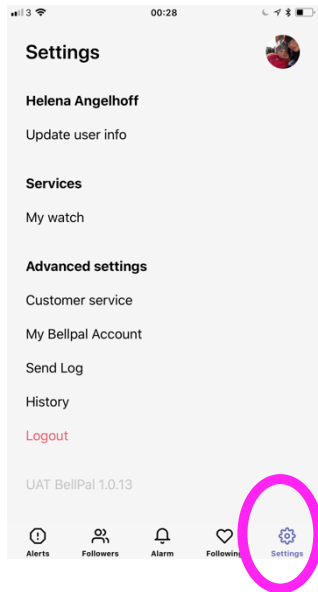 3 00:28
Settings
Helena Angelhoff
Update user info
Services
My watch
Advanced settings
Customer service
My Bellpal Account
Send Log
History
Logout
UAT BellPal 1.0.13
Alerts Followers Alarm Following Settings